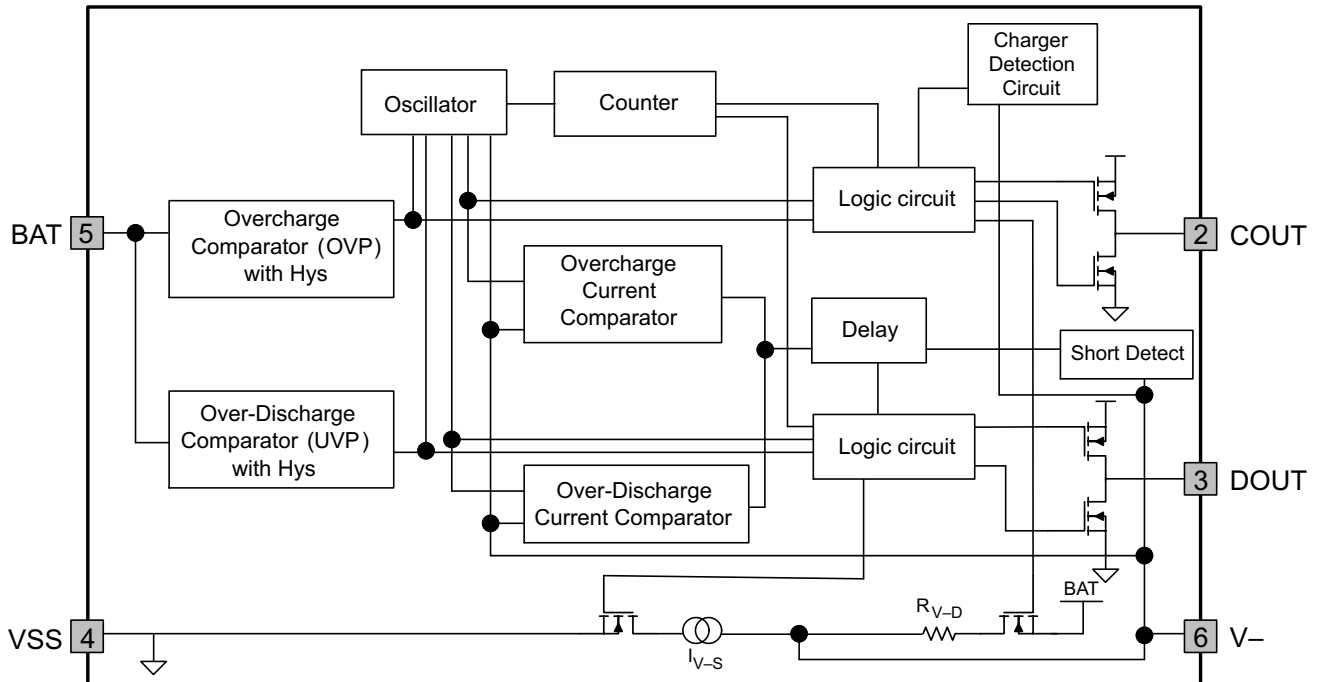 Charger
Detection
Circuit
Oscillator
Counter
Logic circuit
BAT 5
Overcharge
Comparator (OVP)
with Hys
2 COUT
Overcharge
Current
Comparator
Delay
Short Detect
Over-Discharge
Comparator (UVP)
with Hys
Logic circuit
3 DOUT
Over-Discharge
Current Comparator
BAT
VSS 4
I V–S
R V–D
6 V–